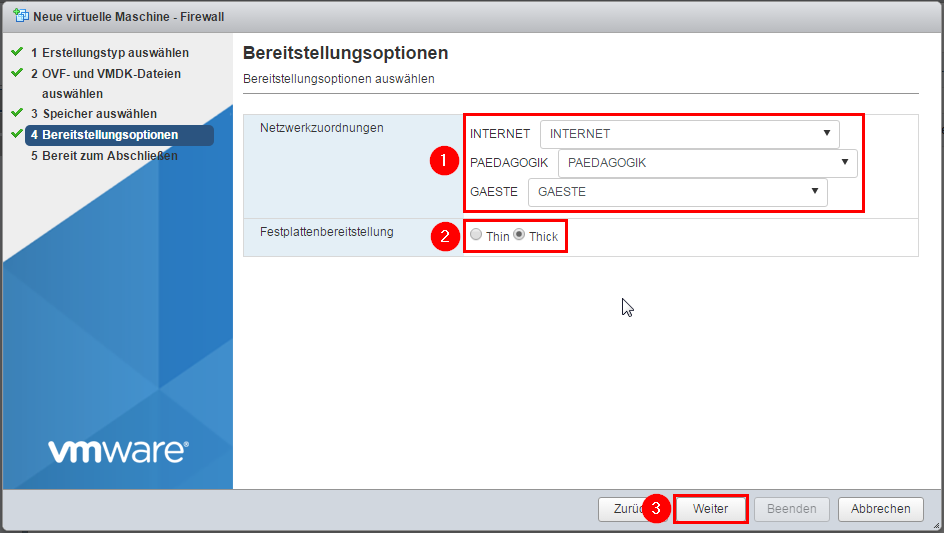 Neue virtuelle Maschine - Firewall
1 Erstellungstyp auswählen
2 OVF- und VMDK-Dateien
auswählen
3 Speicher auswählen
4 Bereitstellungsoptionen
5 Bereit zum Abschließen
vmware®
Bereitstellungsoptionen
Bereitstellungsoptionen auswählen
Netzwerkzuordnungen
1
INTERNET INTERNET
PAEDAGOGIK PAEDAGOGIK
GAESTE GAESTE
Festplattenbereitstellung
2
Thin Thick
3
Weiter Beenden Abbrechen